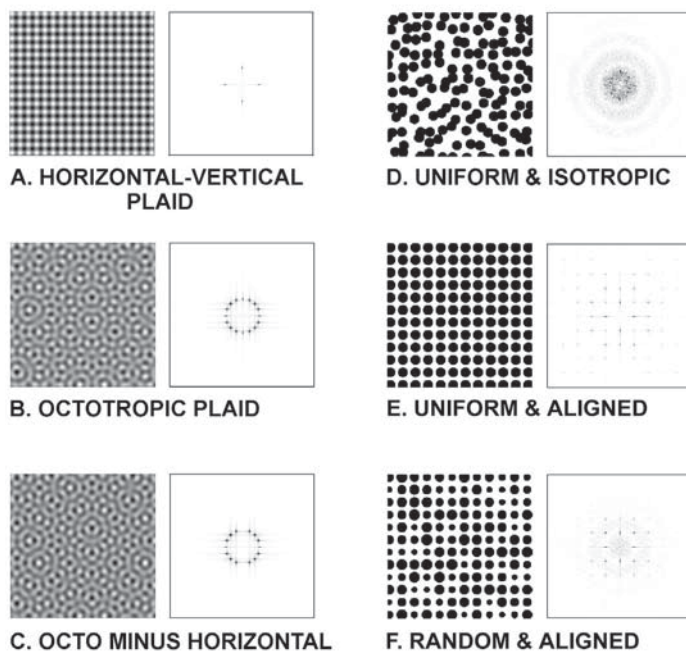 A. HORIZONTAL-VERTICAL
PLAID
D. UNIFORM & ISOTROPIC
B. OCTOTROPIC PLAID
E. UNIFORM & ALIGNED
C. OCTO MINUS HORIZONTAL
F. RANDOM & ALIGNED